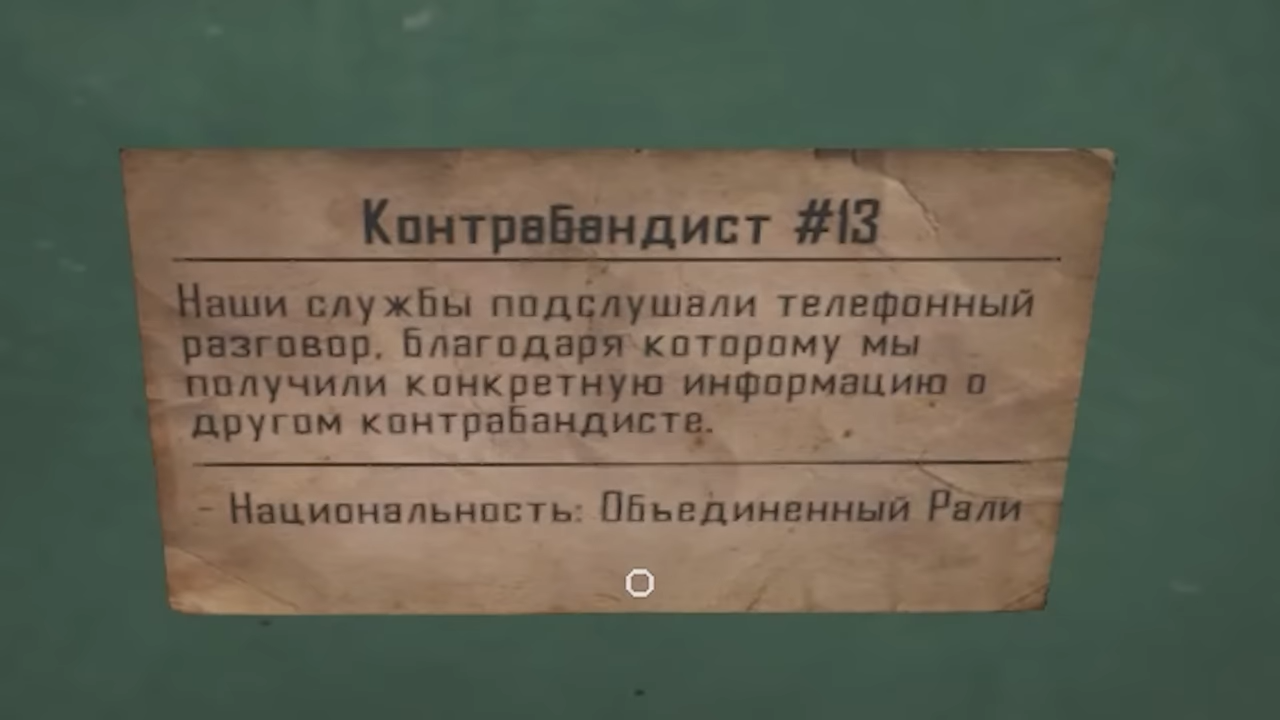 Контрабандист #13
Наши службы подслушали телефонный
разговор, благодаря которому мы
получили конкретную информацию о
другом контрабандисте.
- Национальность: Объединенный Рали